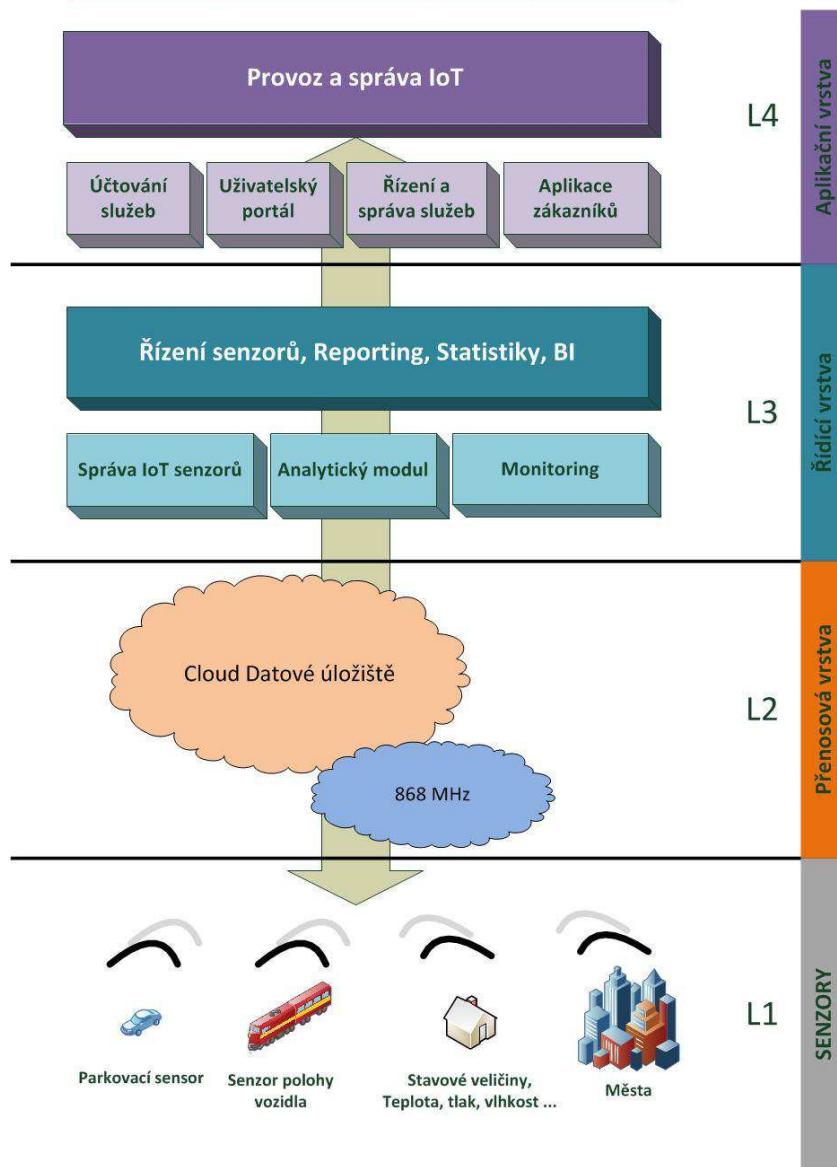 Provoz a správa IoT
L4
Aplikační vrstva
Účtování
služeb
Uživatelský
portál
Řízení a
správa služeb
Aplikace
zákazníků
Řízení senzorů, Reporting, Statistiky, BI
L3
Řídící vrstva
Správa IoT senzorů
Analytický modul
Monitoring
Cloud Datové úložiště
L2
Přenosová vrstva
868 MHz
L1
SENZORY
Parkovací sensor
Senzor polohy
vozidla
Stavové veličiny,
Teplota, tlak, vlhkost ...
Města